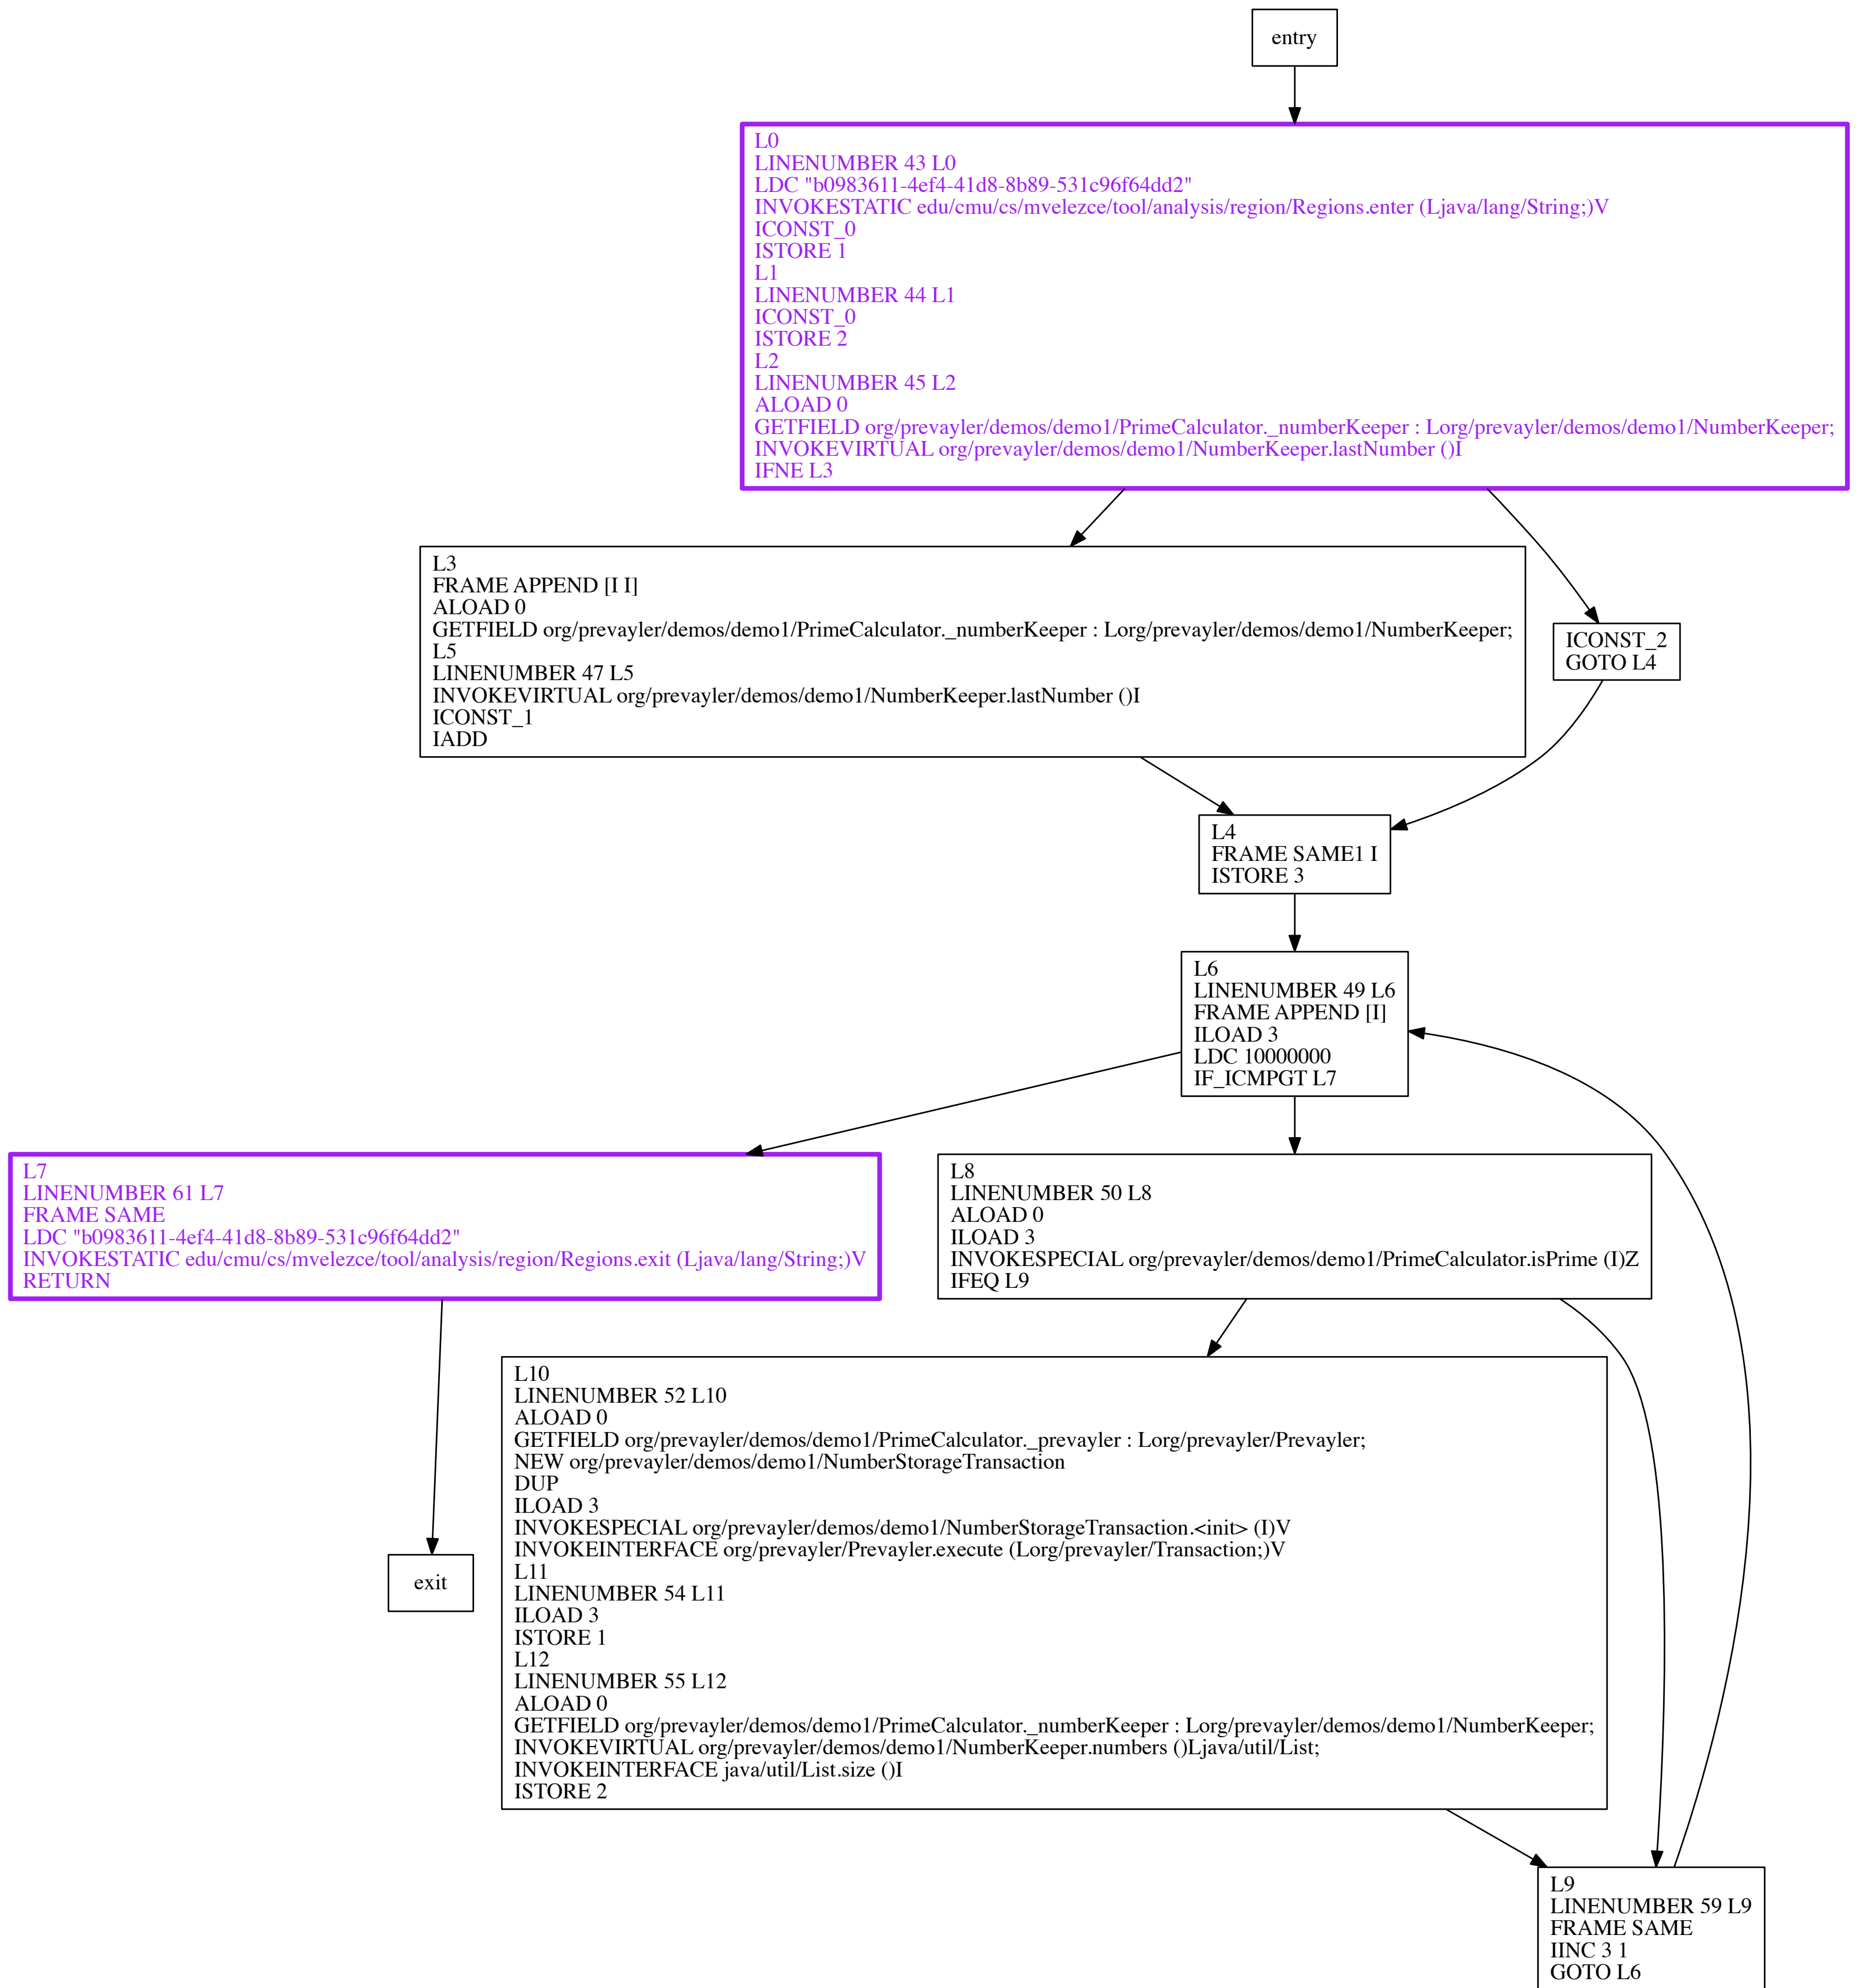 entry
L0
LINENUMBER 43 L0
LDC "b0983611-4ef4-41d8-8b89-531c96f64dd2"
INVOKESTATIC edu/cmu/cs/mvelezce/tool/analysis/region/Regions.enter (Ljava/lang/String;)V
ICONST_0
ISTORE 1
L1
LINENUMBER 44 L1
ICONST_0
ISTORE 2
L2
LINENUMBER 45 L2
ALOAD 0
GETFIELD org/prevayler/demos/demo1/PrimeCalculator._numberKeeper : Lorg/prevayler/demos/demo1/NumberKeeper;
INVOKEVIRTUAL org/prevayler/demos/demo1/NumberKeeper.lastNumber ()I
IFNE L3
L3
FRAME APPEND [I I]
ALOAD 0
GETFIELD org/prevayler/demos/demo1/PrimeCalculator._numberKeeper : Lorg/prevayler/demos/demo1/NumberKeeper;
L5
LINENUMBER 47 L5
INVOKEVIRTUAL org/prevayler/demos/demo1/NumberKeeper.lastNumber ()I
ICONST_1
IADD
ICONST_2
GOTO L4
L4
FRAME SAME1 I
ISTORE 3
L6
LINENUMBER 49 L6
FRAME APPEND [I]
ILOAD 3
LDC 10000000
IF_ICMPGT L7
L7
LINENUMBER 61 L7
FRAME SAME
LDC "b0983611-4ef4-41d8-8b89-531c96f64dd2"
INVOKESTATIC edu/cmu/cs/mvelezce/tool/analysis/region/Regions.exit (Ljava/lang/String;)V
RETURN
L8
LINENUMBER 50 L8
ALOAD 0
ILOAD 3
INVOKESPECIAL org/prevayler/demos/demo1/PrimeCalculator.isPrime (I)Z
IFEQ L9
L10
LINENUMBER 52 L10
ALOAD 0
GETFIELD org/prevayler/demos/demo1/PrimeCalculator._prevayler : Lorg/prevayler/Prevayler;
NEW org/prevayler/demos/demo1/NumberStorageTransaction
DUP
ILOAD 3
INVOKESPECIAL org/prevayler/demos/demo1/NumberStorageTransaction.<init> (I)V
INVOKEINTERFACE org/prevayler/Prevayler.execute (Lorg/prevayler/Transaction;)V
L11
LINENUMBER 54 L11
ILOAD 3
ISTORE 1
L12
LINENUMBER 55 L12
ALOAD 0
GETFIELD org/prevayler/demos/demo1/PrimeCalculator._numberKeeper : Lorg/prevayler/demos/demo1/NumberKeeper;
INVOKEVIRTUAL org/prevayler/demos/demo1/NumberKeeper.numbers ()Ljava/util/List;
INVOKEINTERFACE java/util/List.size ()I
ISTORE 2
exit
L9
LINENUMBER 59 L9
FRAME SAME
IINC 3 1
GOTO L6